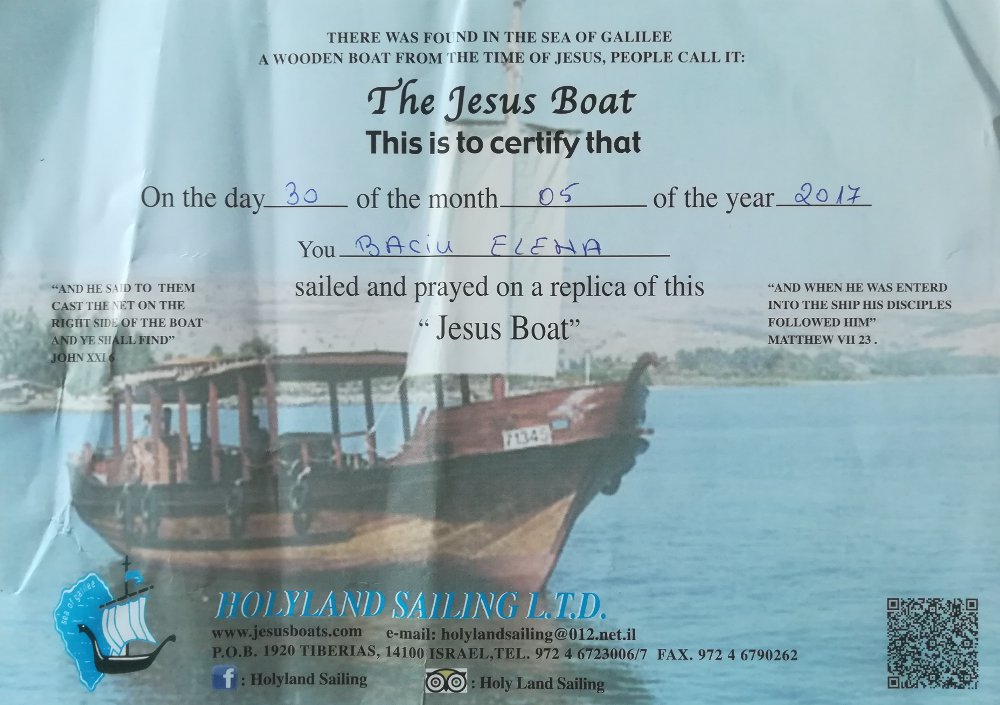 THERE WAS FOUND IN THE SEA OF GALILEE
A WOODEN BOAT FROM THE TIME OF JESUS, PEOPLE CALL IT:
The Jesus Boat
This is to certify that
On the day 30 of the month 05 of the year 2017
You BACIU ELENA
sailed and prayed on a replica of this
“ Jesus Boat”
“AND HE SAID TO THEM
CAST THE NET ON THE
RIGHT SIDE OF THE BOAT
AND YE SHALL FIND”
JOHN XXI 6
“AND WHEN HE WAS ENTERD
INTO THE SHIP HIS DISCIPLES
FOLLOWED HIM”
MATTHEW VII 23 .
71345
sea of galilee
HOLYLAND SAILING L.T.D.
www.jesusboats.com e-mail: holylandsailing@012.net.il
P.O.B. 1920 TIBERIAS, 14100 ISRAEL,TEL. 972 4 6723006/7 FAX. 972 4 6790262
f : Holyland Sailing : Holy Land Sailing